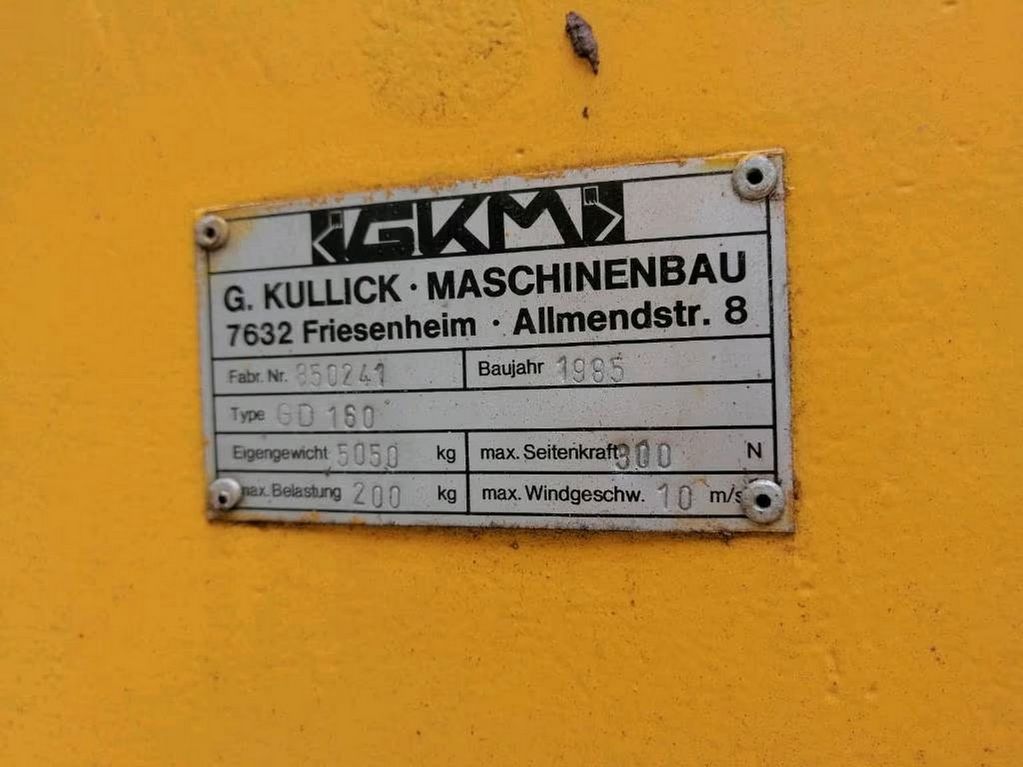 GKM
G. KULLICK · MASCHINENBAU
7632 Friesenheim · Allmendstr. 8
Fabr. Nr. 850241 Baujahr 1985
Type GD 160
Eigengewicht 5050 kg max. Seitenkraft 300 N
max. Belastung 200 kg max. Windgeschw. 10 m/s